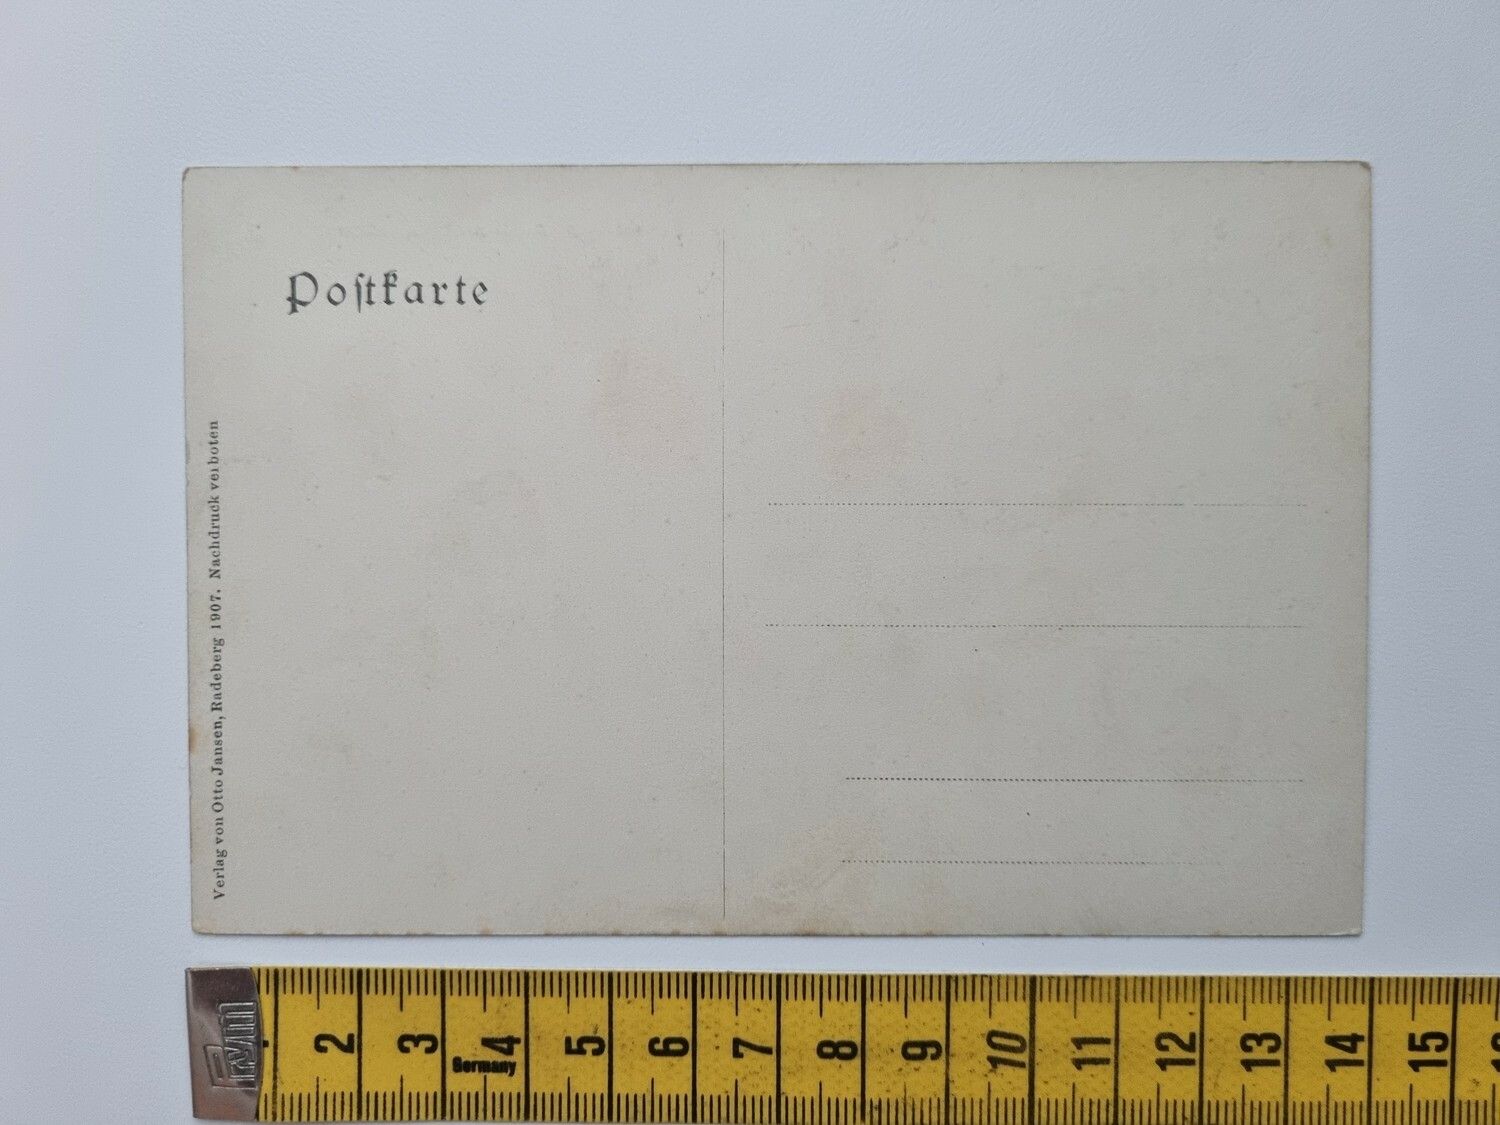 Poſtkarte
Verlag von Otto Jansen, Radeberg 1907. Nachdruck verboten
2 3 4 5 6 7 8 9 10 11 12 13 14 15
Germany